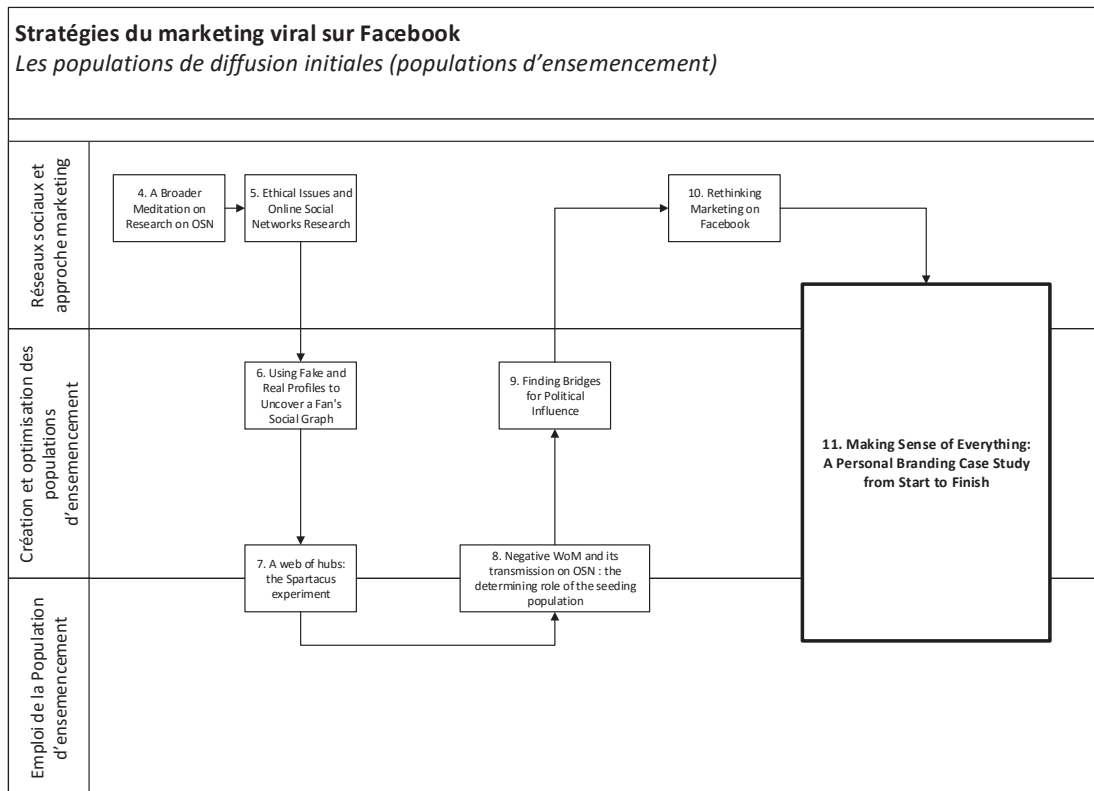 Stratégies du marketing viral sur Facebook
Les populations de diffusion initiales (populations d'ensemencement)
Réseaux sociaux et
approche marketing
4. A Broader
Meditation on
Research on OSN
5. Ethical Issues and
Online Social
Networks Research
10. Rethinking
Marketing on
Facebook
Création et optimisation des
populations
d'ensemencement
6. Using Fake and
Real Profiles to
Uncover a Fan's
Social Graph
9. Finding Bridges
for Political
Influence
11. Making Sense of Everything:
A Personal Branding Case Study
from Start to Finish
7. A web of hubs:
the Spartacus
experiment
8. Negative WoM and its
transmission on OSN : the
determining role of the seeding
population
Emploi de la Population
d'ensemencement